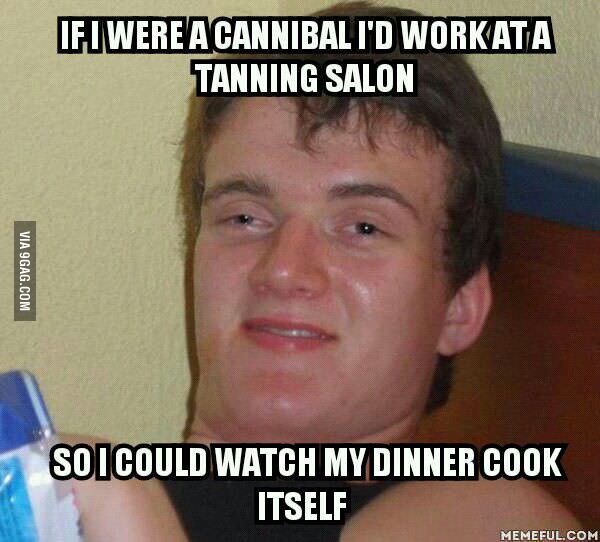 IF I WERE A CANNIBAL I'D WORK AT A
TANNING SALON
VIA 9GAG.COM
SO I COULD WATCH MY DINNER COOK
ITSELF
MEMEFUL.COM